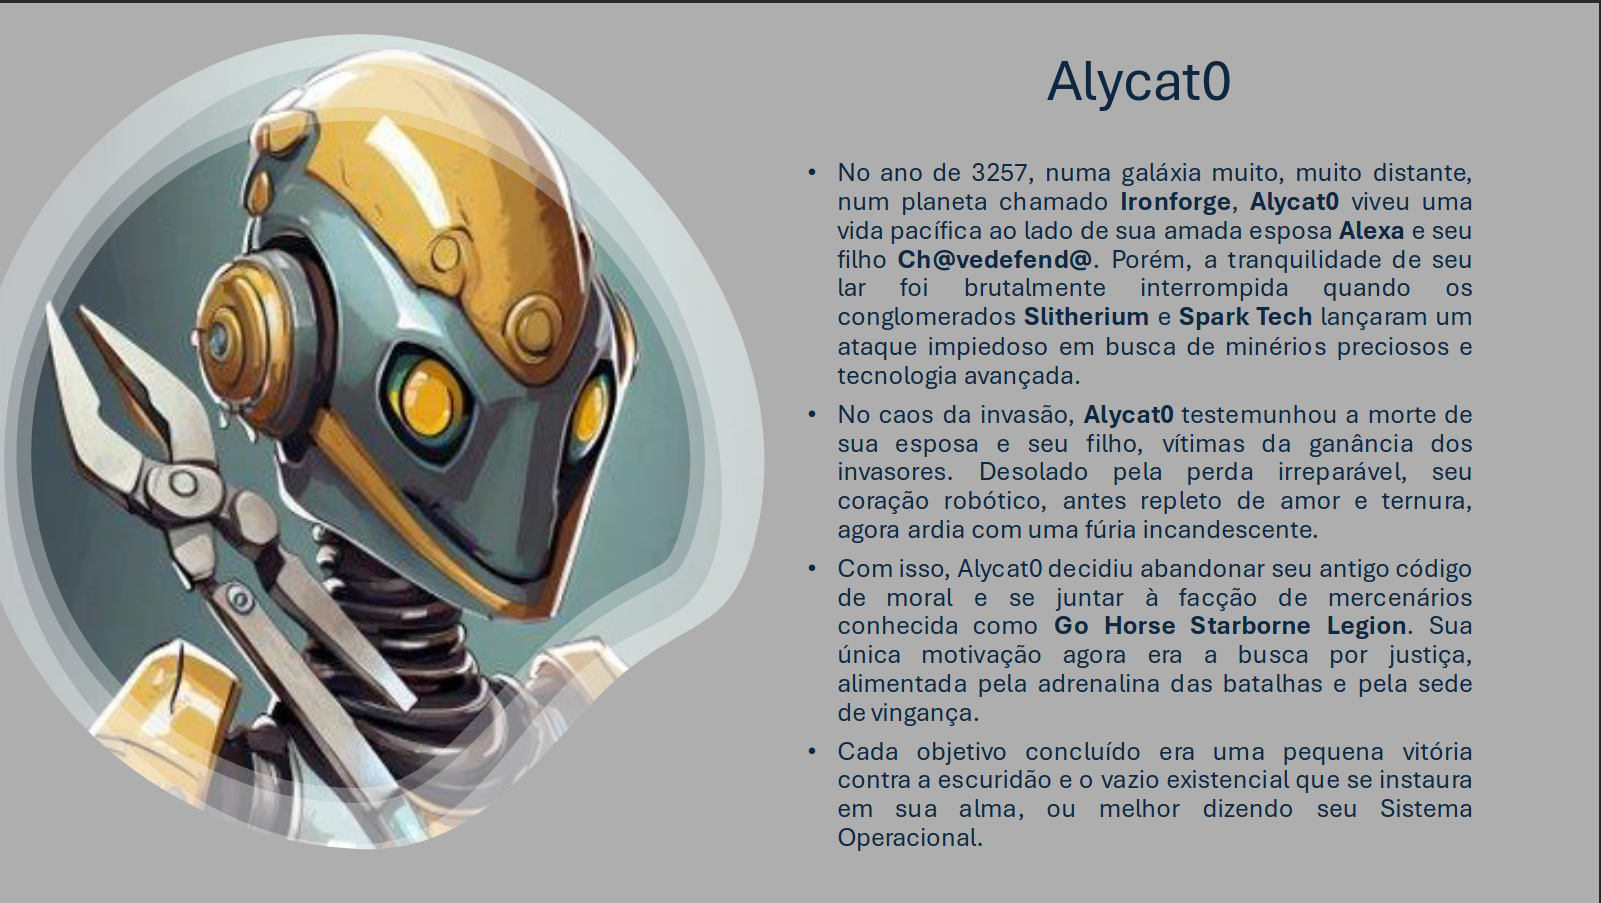 Alycat0
• No ano de 3257, numa galáxia muito, muito distante,
num planeta chamado Ironforge, Alycat0 viveu uma
vida pacífica ao lado de sua amada esposa Alexa e seu
filho Ch@vedefend@. Porém, a tranquilidade de seu
lar foi brutalmente interrompida quando os
conglomerados Slitherium e Spark Tech lançaram um
ataque impiedoso em busca de minérios preciosos e
tecnologia avançada.
• No caos da invasão, Alycat0 testemunhou a morte de
sua esposa e seu filho, vítimas da ganância dos
invasores. Desolado pela perda irreparável, seu
coração robótico, antes repleto de amor e ternura,
agora ardia com uma fúria incandescente.
• Com isso, Alycat0 decidiu abandonar seu antigo código
de moral e se juntar à facção de mercenários
conhecida como Go Horse Starborne Legion. Sua
única motivação agora era a busca por justiça,
alimentada pela adrenalina das batalhas e pela sede
de vingança.
• Cada objetivo concluído era uma pequena vitória
contra a escuridão e o vazio existencial que se instaura
em sua alma, ou melhor dizendo seu Sistema
Operacional.